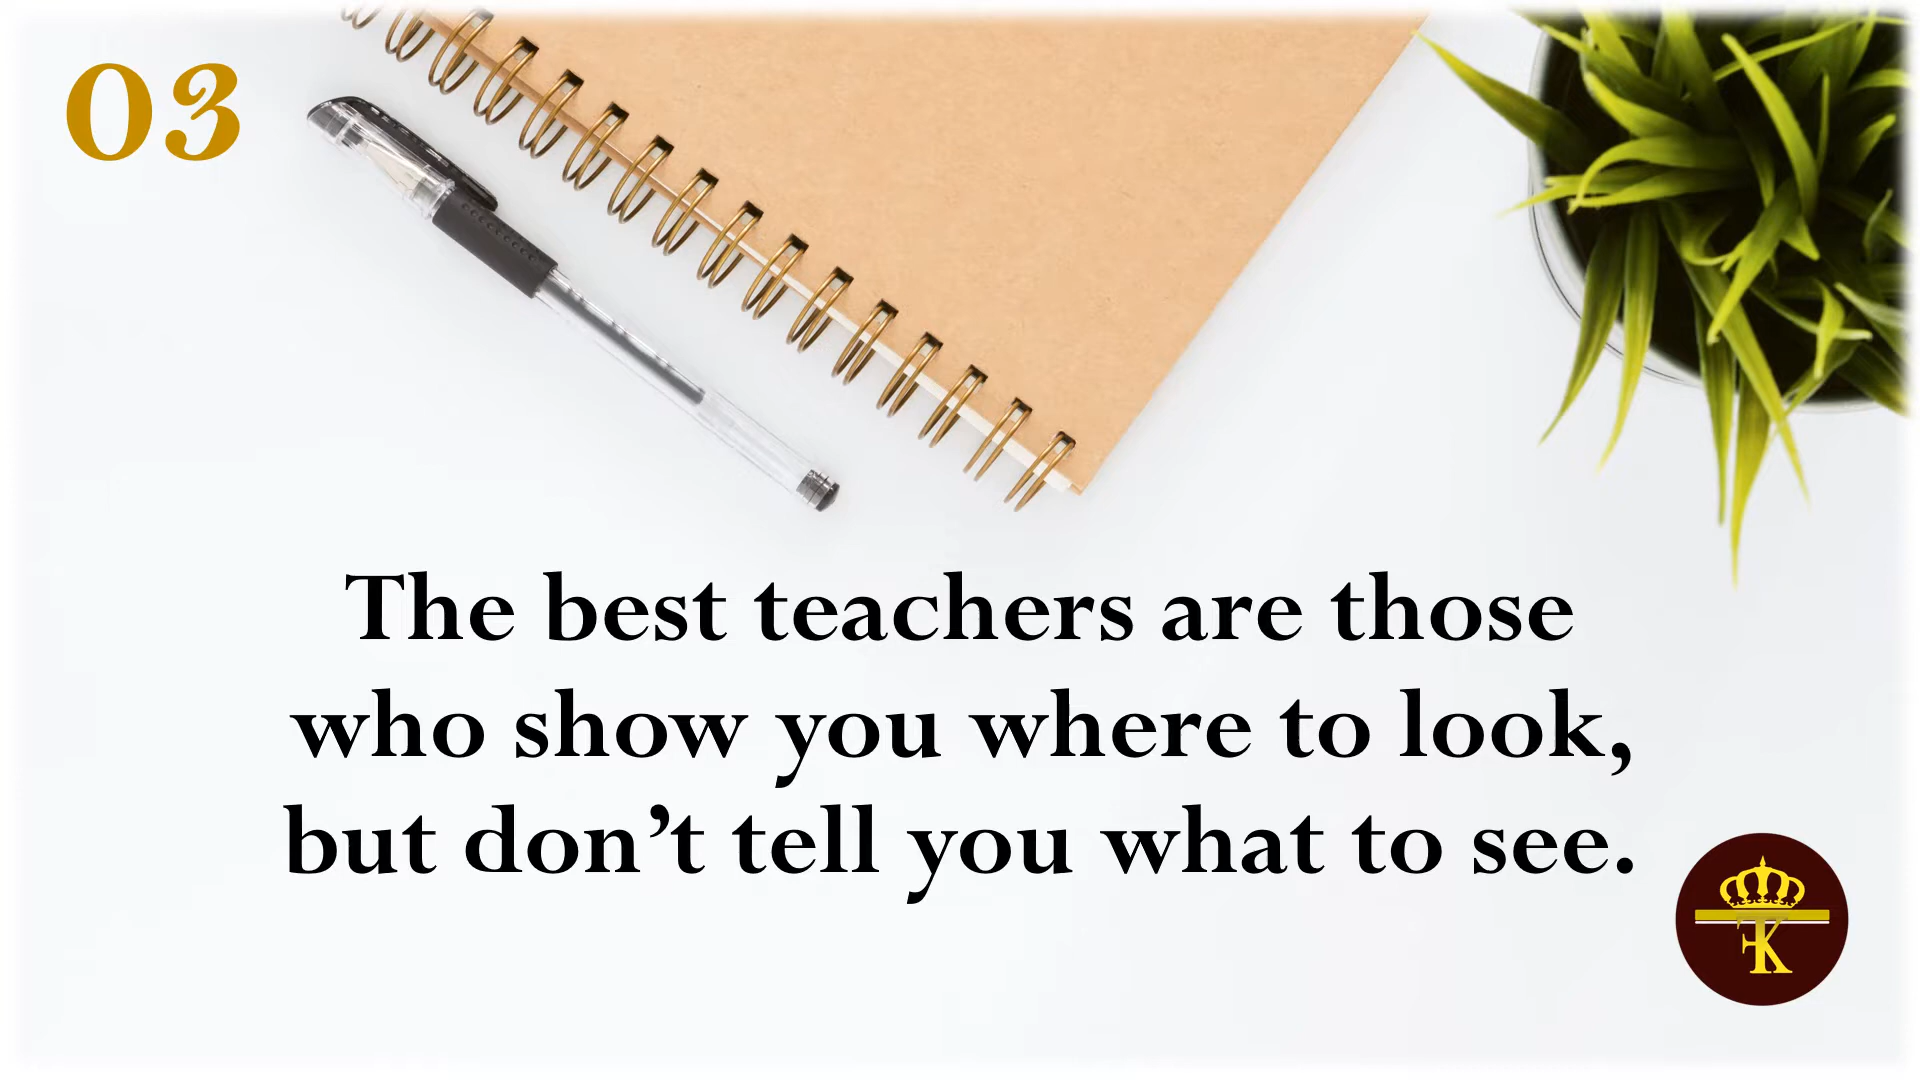 03
The best teachers are those
who show you where to look,
but don’t tell you what to see.